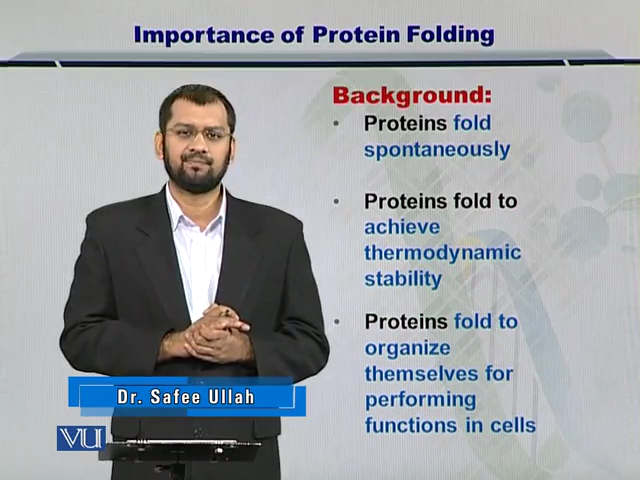 Importance of Protein Folding
Background:
• Proteins fold
spontaneously
• Proteins fold to
achieve
thermodynamic
stability
• Proteins fold to
organize
themselves for
performing
functions in cells
Dr. Safee Ullah
VU